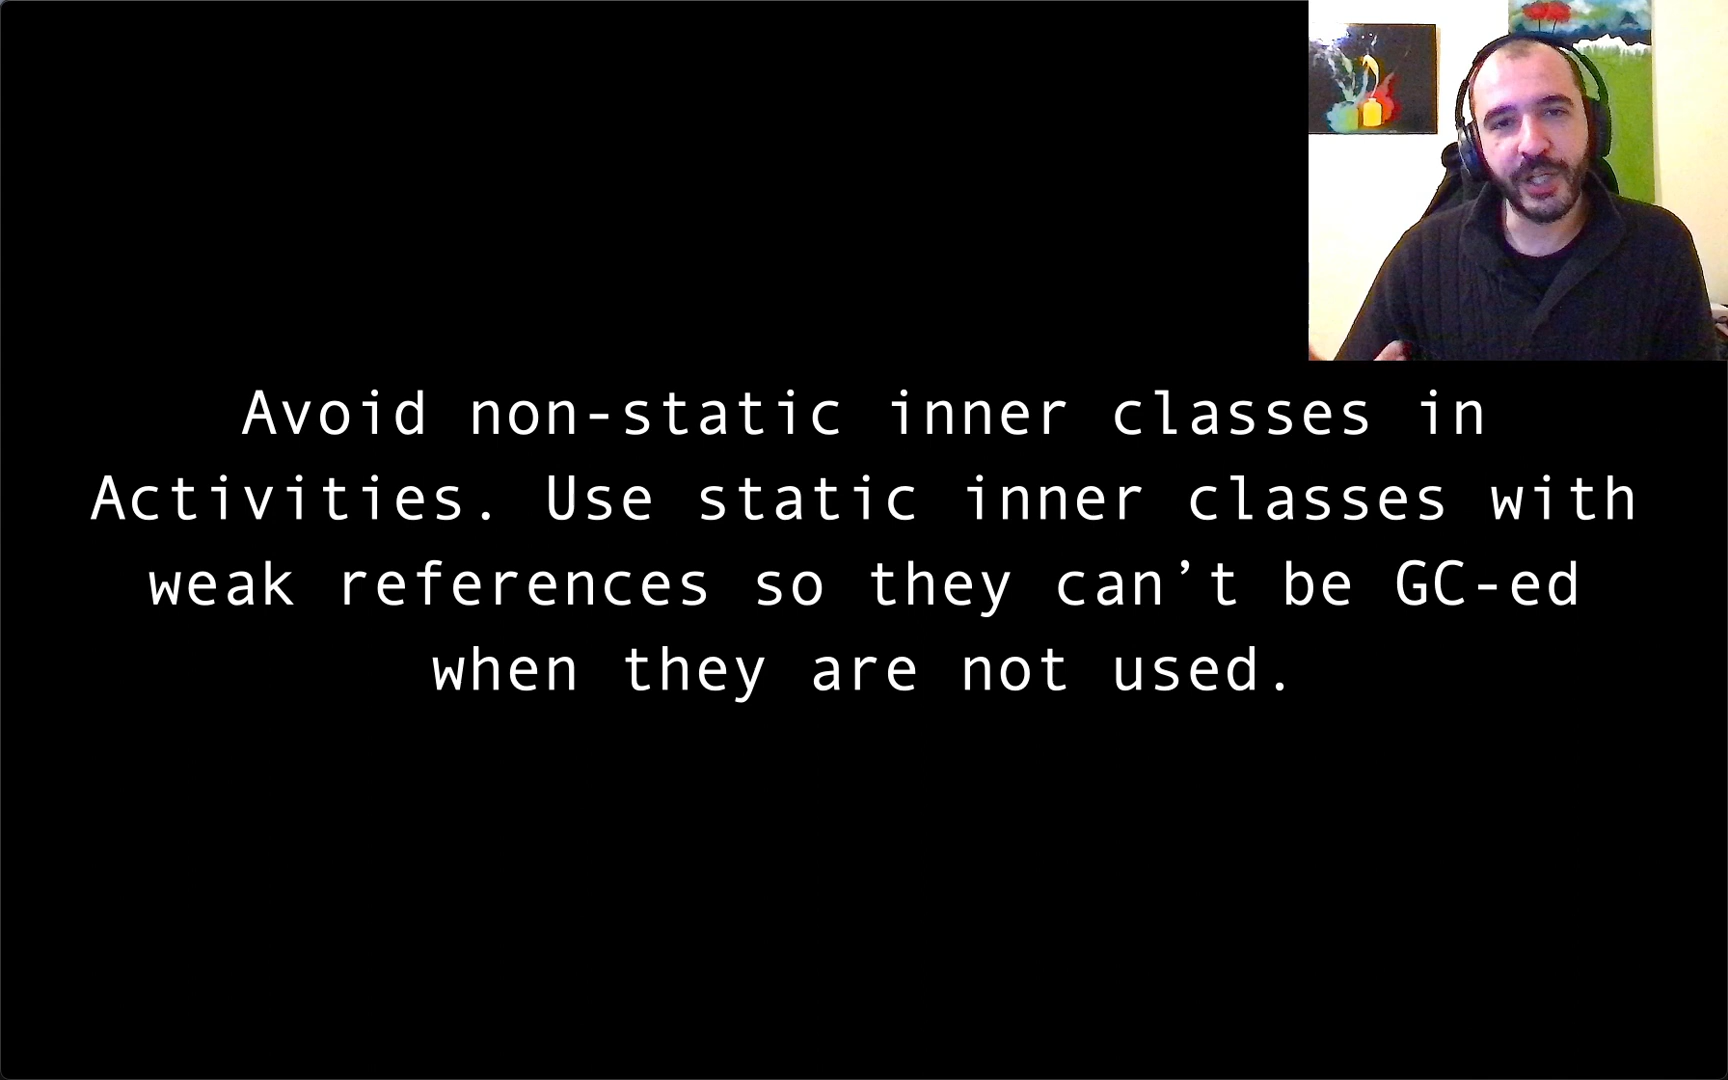 Avoid non-static inner classes in
Activities. Use static inner classes with
weak references so they can’t be GC-ed
when they are not used.